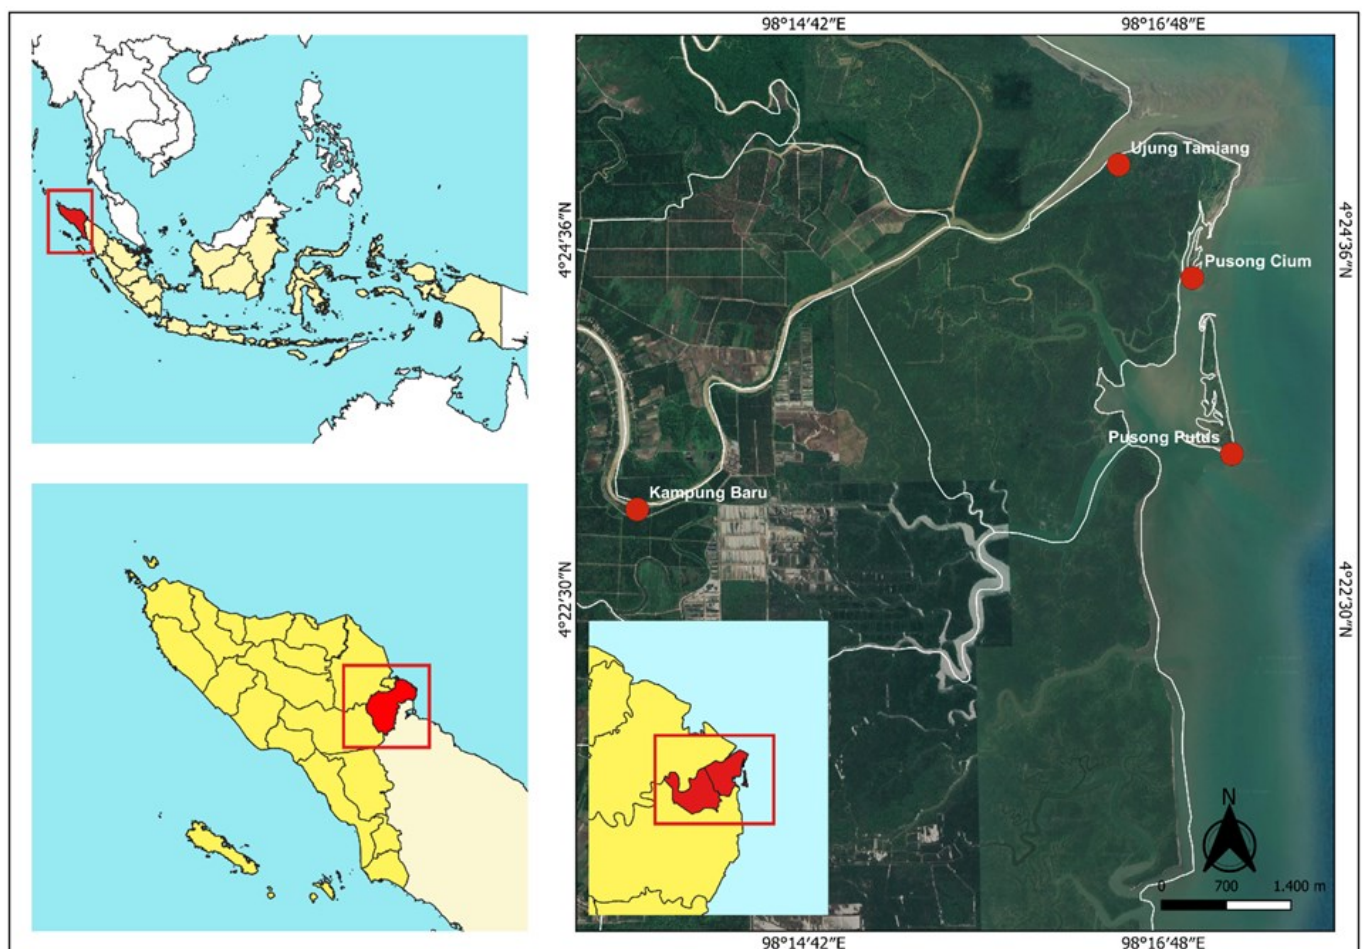 98°14′42″E
98°16′48″E
Ujung Tamiang
4°24′36″N
4°24′36″N
Pusong Cium
Pusong Putus
Kampung Baru
4°22′30″N
4°22′30″N
N
0 700 1.400 m
98°14′42″E
98°16′48″E